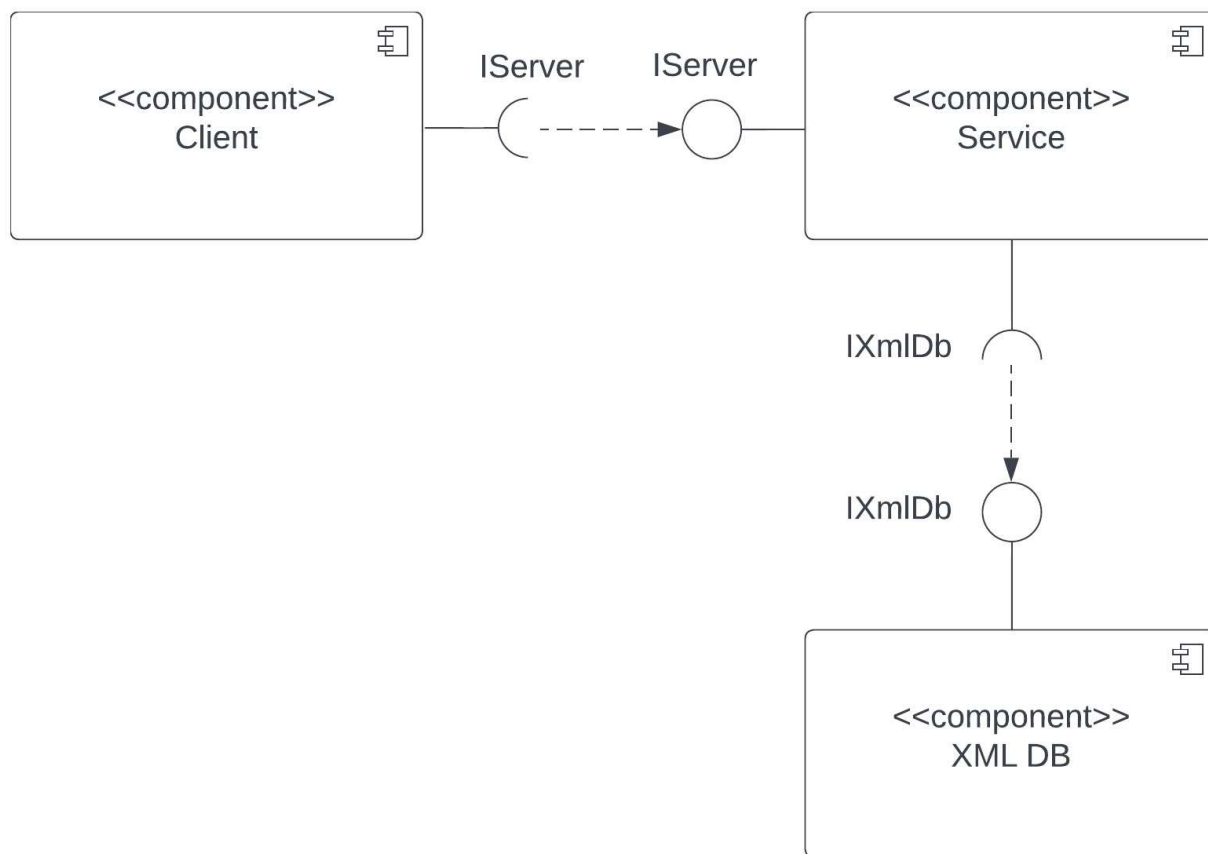 <<component>>
Client
IServer
IServer
<<component>>
Service
IXmlDb
IXmlDb
<<component>>
XML DB